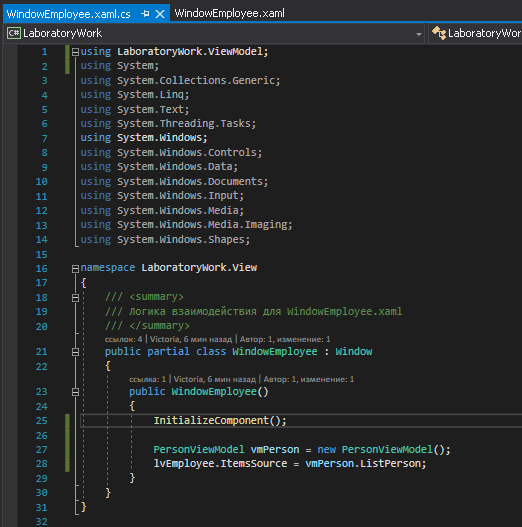 WindowEmployee.xaml.cs WindowEmployee.xaml
C# LaboratoryWork LaboratoryWor
1 using LaboratoryWork.ViewModel;
2 using System;
3 using System.Collections.Generic;
4 using System.Linq;
5 using System.Text;
6 using System.Threading.Tasks;
7 using System.Windows;
8 using System.Windows.Controls;
9 using System.Windows.Data;
10 using System.Windows.Documents;
11 using System.Windows.Input;
12 using System.Windows.Media;
13 using System.Windows.Media.Imaging;
14 using System.Windows.Shapes;
15
16 namespace LaboratoryWork.View
17 {
18 /// <summary>
19 /// Логика взаимодействия для WindowEmployee.xaml
20 /// </summary>
ссылок: 4 | Victoria, 6 мин назад | Автор: 1, изменение: 1
21 public partial class WindowEmployee : Window
22 {
ссылка: 1 | Victoria, 6 мин назад | Автор: 1, изменение: 1
23 public WindowEmployee()
24 {
25 InitializeComponent();
26
27 PersonViewModel vmPerson = new PersonViewModel();
28 lvEmployee.ItemsSource = vmPerson.ListPerson;
29 }
30 }
31 }
32